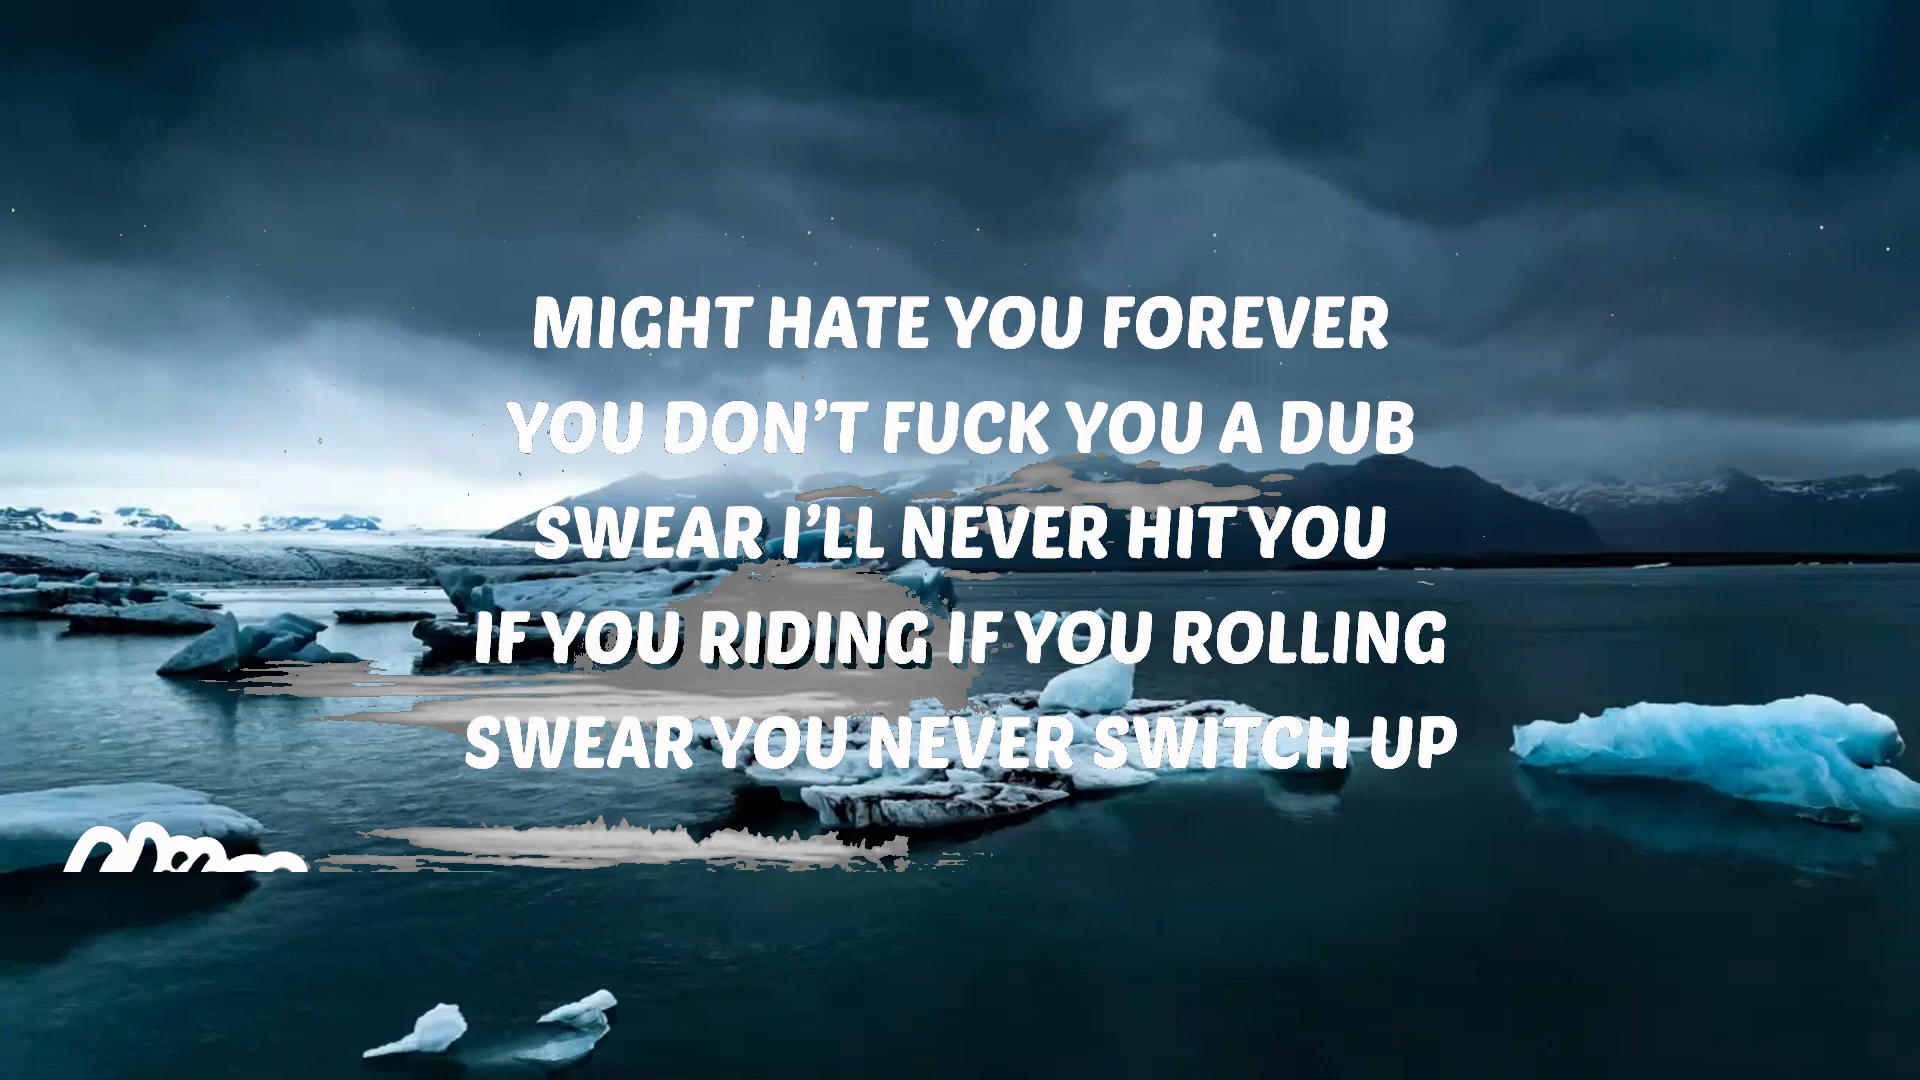 MIGHT HATE YOU FOREVER
YOU DON’T FUCK YOU A DUB
SWEAR I’LL NEVER HIT YOU
IF YOU RIDING IF YOU ROLLING
SWEAR YOU NEVER SWITCH UP